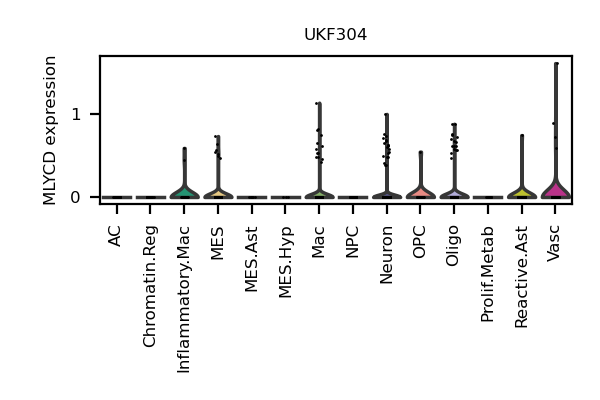 UKF304
MLYCD expression
1
0
AC
Chromatin.Reg
Inflammatory.Mac
MES
MES.Ast
MES.Hyp
Mac
NPC
Neuron
OPC
Oligo
Prolif.Metab
Reactive.Ast
Vasc